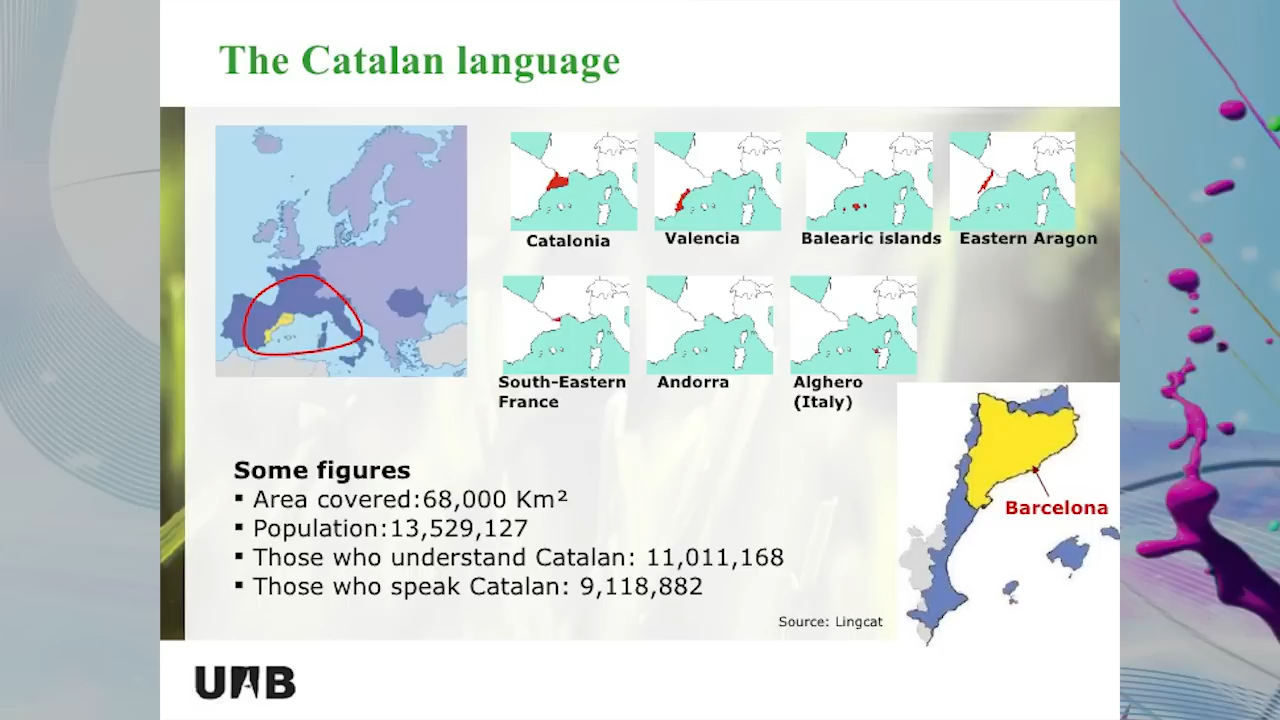 The Catalan language
Catalonia
Valencia
Balearic islands
Eastern Aragon
South-Eastern
France
Andorra
Alghero
(Italy)
Barcelona
Some figures
▪ Area covered:68,000 Km²
▪ Population:13,529,127
▪ Those who understand Catalan: 11,011,168
▪ Those who speak Catalan: 9,118,882
Source: Lingcat
UAB